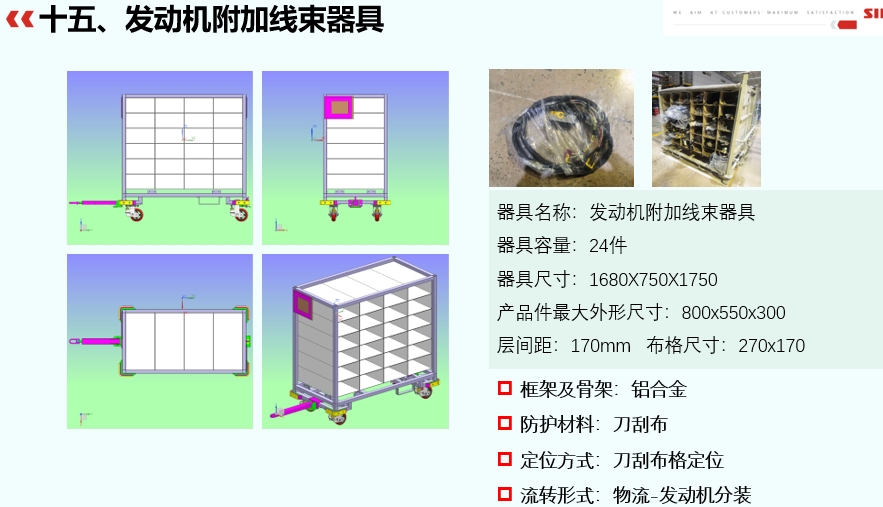 十五、发动机附加线束器具
WE AIM AT CUSTOMERS MAXIMUM SATISFACTION
器具名称：发动机附加线束器具
器具容量：24件
器具尺寸：1680X750X1750
产品件最大外形尺寸：800x550x300
层间距：170mm 布格尺寸：270x170
框架及骨架：铝合金
防护材料：刀刮布
定位方式：刀刮布格定位
流转形式：物流-发动机分装